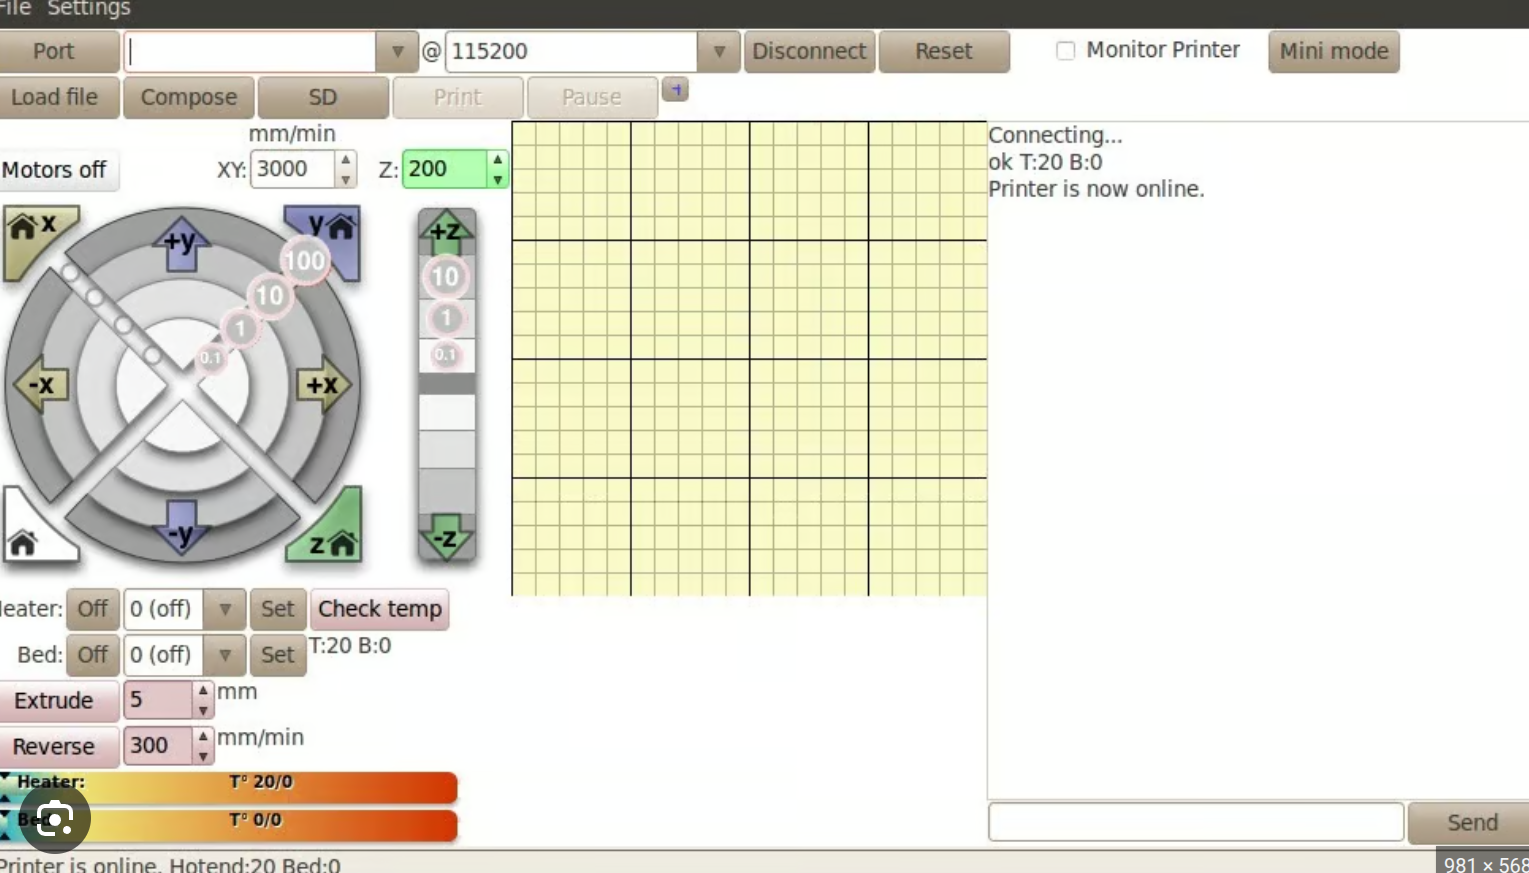 File Settings
Port @ 115200 Disconnect Reset Monitor Printer Mini mode
Load file Compose SD Print Pause
mm/min
Motors off XY: 3000 Z: 200
x +y y
100
10
1
0.1
-x +x
-y
z
+z
10
1
0.1
-z
Connecting...
ok T:20 B:0
Printer is now online.
eater: Off 0 (off) Set Check temp
Bed: Off 0 (off) Set T:20 B:0
Extrude 5 mm
Reverse 300 mm/min
Heater: T° 20/0
Bed T° 0/0
Send
Printer is online. Hotend:20 Bed:0
981 × 568